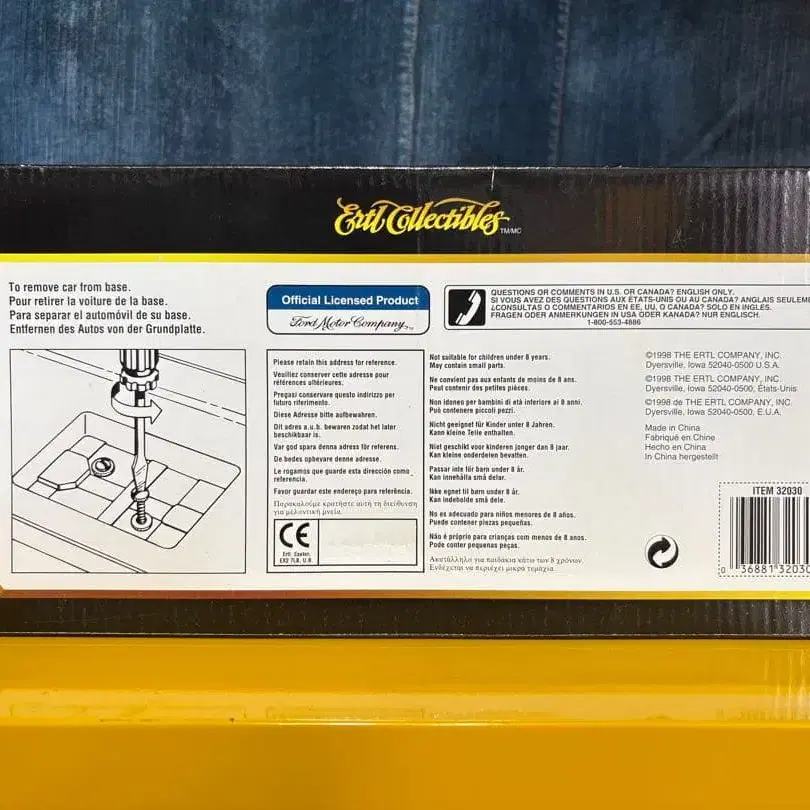 Ertl Collectibles TM/MC
To remove car from base.
Pour retirer la voiture de la base.
Para separar el automóvil de su base.
Entfernen des Autos von der Grundplatte.
Official Licensed Product
Ford Motor Company
QUESTIONS OR COMMENTS IN U.S. OR CANADA? ENGLISH ONLY.
SI VOUS AVEZ DES QUESTIONS AUX ÉTATS-UNIS OU AU CANADA? ANGLAIS SEULEM
¿CONSULTAS O COMENTARIOS EN EE, UU. O CANADA? SOLO EN INGLES.
FRAGEN ODER ANMERKUNGEN IN USA ODER KANADA? NUR ENGLISCH.
1-800-553-4886
Please retain this address for reference.
Veuillez conserver cette adresse pour
références ultérieures.
Pregasi conservare questo indirizzo per
futuro riferimento.
Diese Adresse bitte aufbewahren.
Dit adres a.u.b. bewaren zodat het later
beschikbaar is.
Var god spara denna adress för referens.
De bedes opbevare denne adresse.
Le rogamos que guarde esta dirección como
referencia.
Favor guardar este endereço para referência.
Παρακαλούμε κρατήστε αυτή τη διεύθυνση
για μελοντική μνεία.
CE
Ertl: Exeter,
EX2 7LB, U.K.
Not suitable for children under 8 years.
May contain small parts.
Ne convient pas aux enfants de moins de 8 ans.
Peut contenir des petites pièces.
Non idoneo per bambini di età inferiore ai 8 anni.
Può contenere piccoli pezzi.
Nicht geeignet für Kinder unter 8 Jahren.
Kann kleine Teile enthalten.
Niet geschikt voor kinderen jonger dan 8 jaar.
Kan kleine onderdelen bevatten.
Passar inte för barn under 8 år.
Kan innehålla små delar.
Ikke egnet til børn under 8 år.
Kan indeholde små dele.
No es adecuado para niños menores de 8 años.
Puede contener piezas pequeñas.
Não é próprio para crianças com menos de 8 anos.
Pode conter pequenas peças.
Ακατάλληλο για παιδάκια κάτω των 8 χρόνων.
Ενδέχεται να περιέχει μικρά τεμάχια.
©1998 THE ERTL COMPANY, INC.
Dyersville, Iowa 52040-0500 U.S.A.
©1998 THE ERTL COMPANY, INC.
Dyersville, Iowa 52040-0500, États-Unis
©1998 de THE ERTL COMPANY, INC.
Dyersville, Iowa 52040-0500, E.U.A.
Made in China
Fabriqué en Chine
Hecho en China
In China hergestellt
ITEM 32030
0 36881 32030